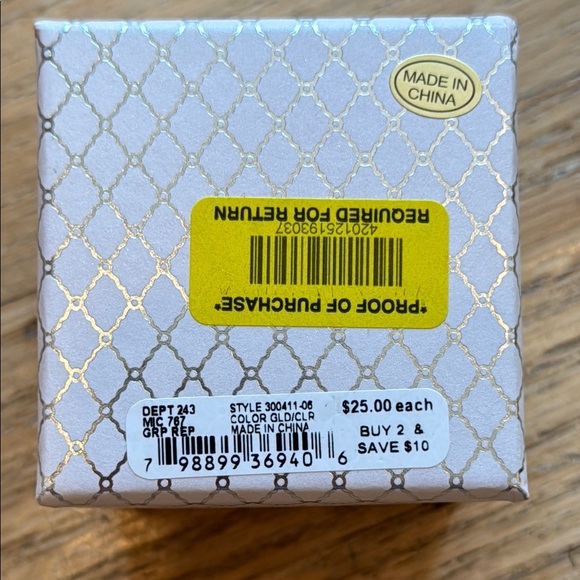 MADE IN
CHINA
*PROOF OF PURCHASE*
420125193037
REQUIRED FOR RETURN
DEPT 243
MIC 767
GRP REP
STYLE 300411-06
COLOR GLD/CLR
MADE IN CHINA
7 98899 36940 6
$25.00 each
BUY 2 &
SAVE $10